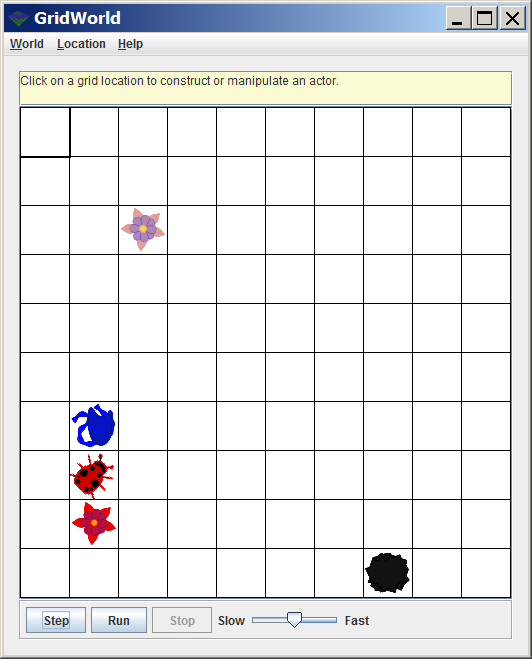 GridWorld
World Location Help
Click on a grid location to construct or manipulate an actor.
Step Run Stop Slow Fast